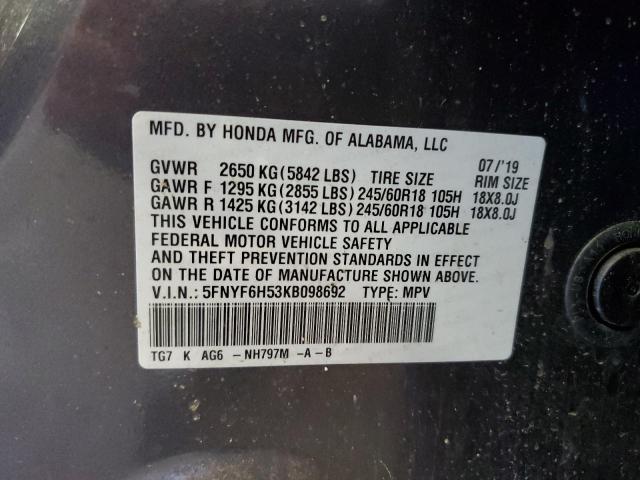 MFD. BY HONDA MFG. OF ALABAMA, LLC
GVWR 2650 KG(5842 LBS) TIRE SIZE 07/'19 RIM SIZE
GAWR F 1295 KG(2855 LBS) 245/60R18 105H 18X8.0J
GAWR R 1425 KG(3142 LBS) 245/60R18 105H 18X8.0J
THIS VEHICLE CONFORMS TO ALL APPLICABLE
FEDERAL MOTOR VEHICLE SAFETY
AND THEFT PREVENTION STANDARDS IN EFFECT
ON THE DATE OF MANUFACTURE SHOWN ABOVE.
V.I.N.: 5FNYF6H53KB098692 TYPE: MPV
TG7 K AG6 -NH797M -A-B